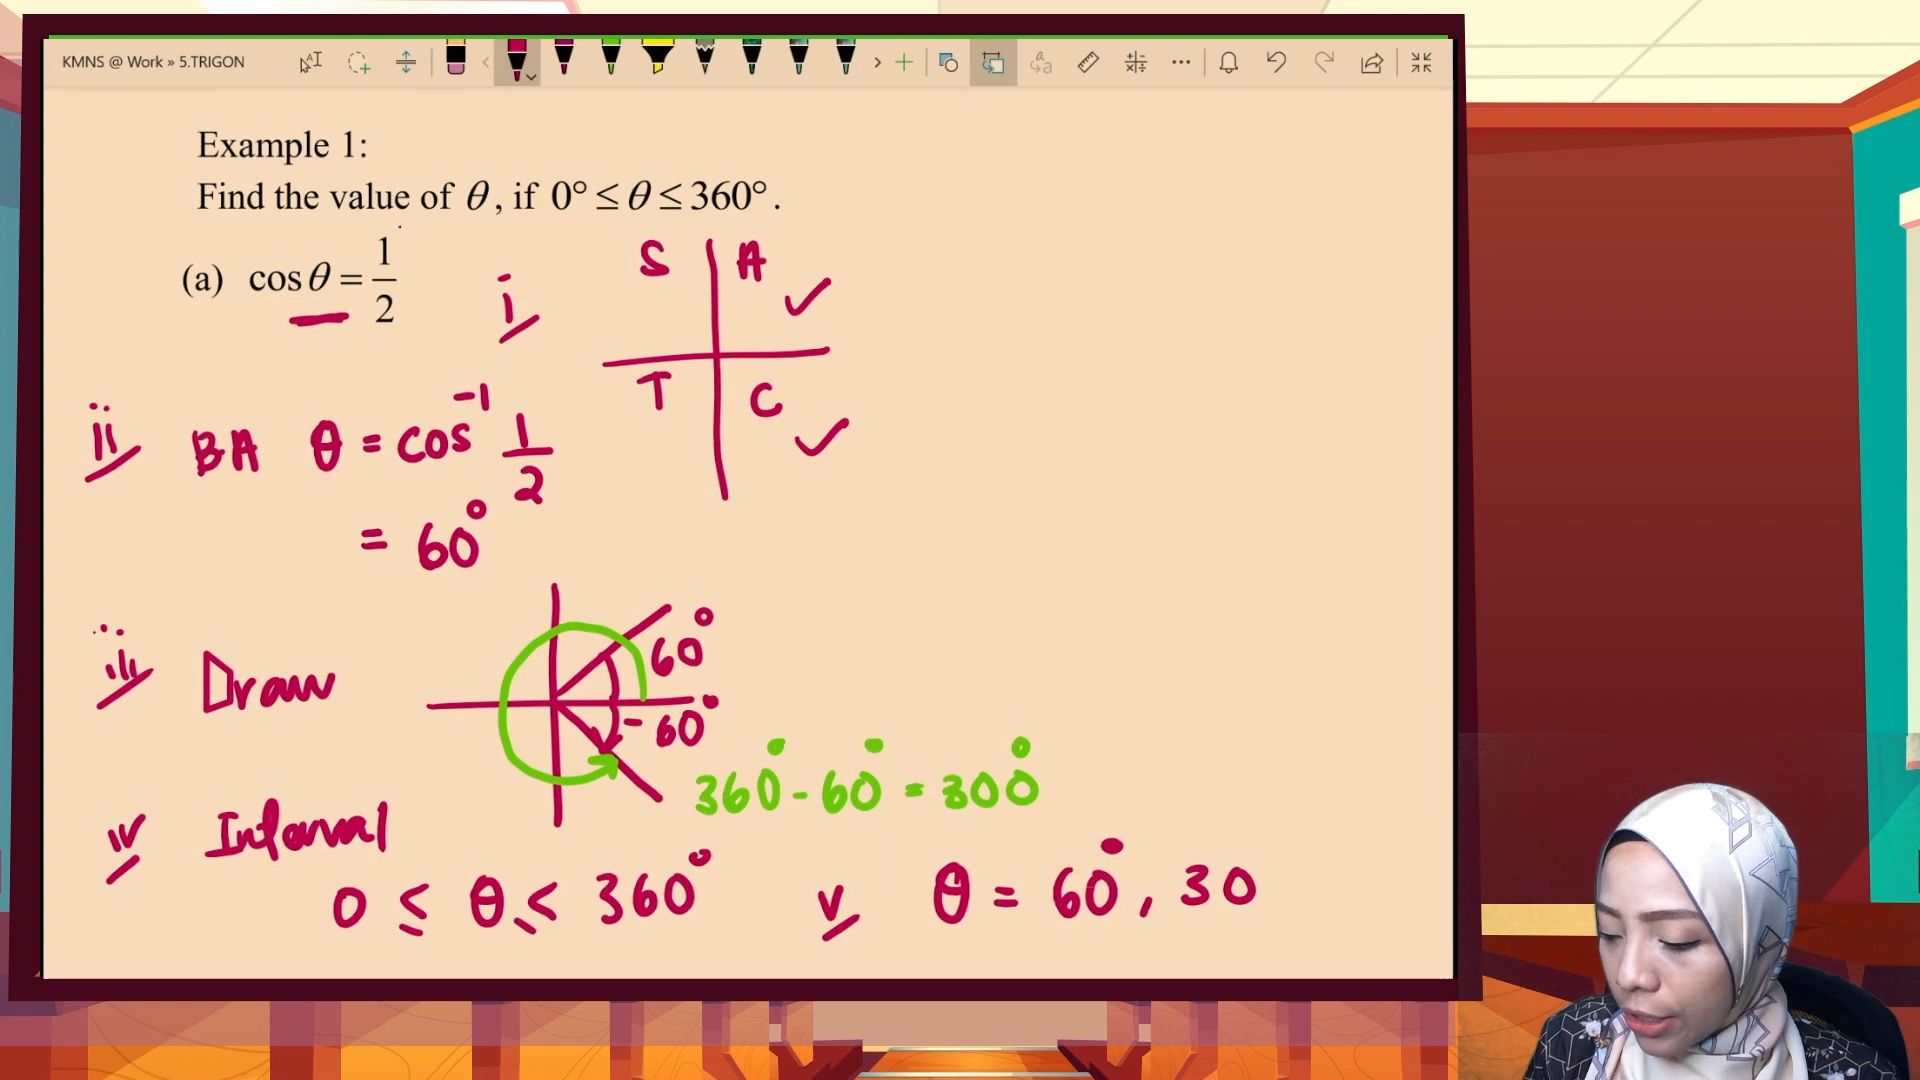 KMNS @ Work » 5.TRIGON
Example 1:
Find the value of θ, if 0° ≤ θ ≤ 360°.
(a) cos θ = 1/2
i
S A ✓
T C ✓
ii BA θ = cos⁻¹ 1/2
= 60°
iii Draw
60°
-60°
360° - 60° = 300°
iv Interval
0 ≤ θ ≤ 360°
v θ = 60°, 30